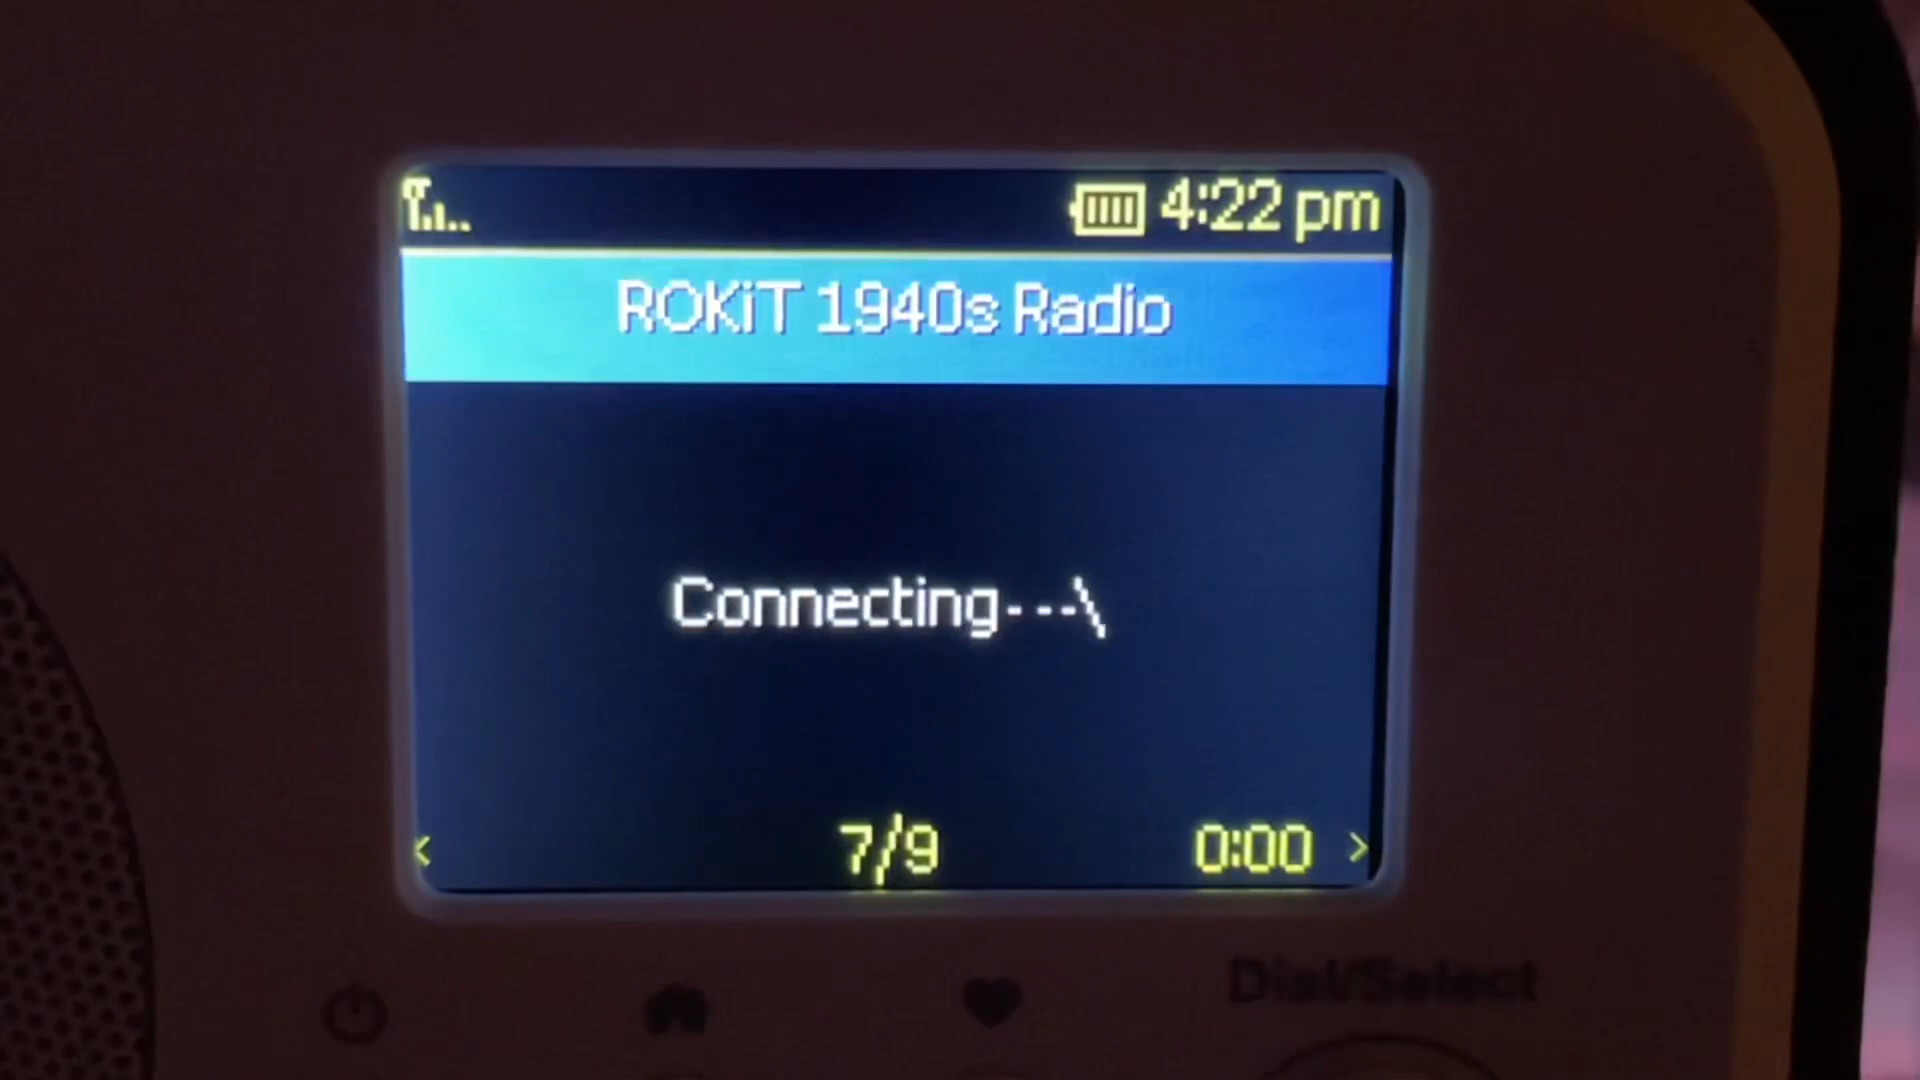 4:22 pm
ROKiT 1940s Radio
Connecting---\
< 7/9 0:00 >
Dial/Select